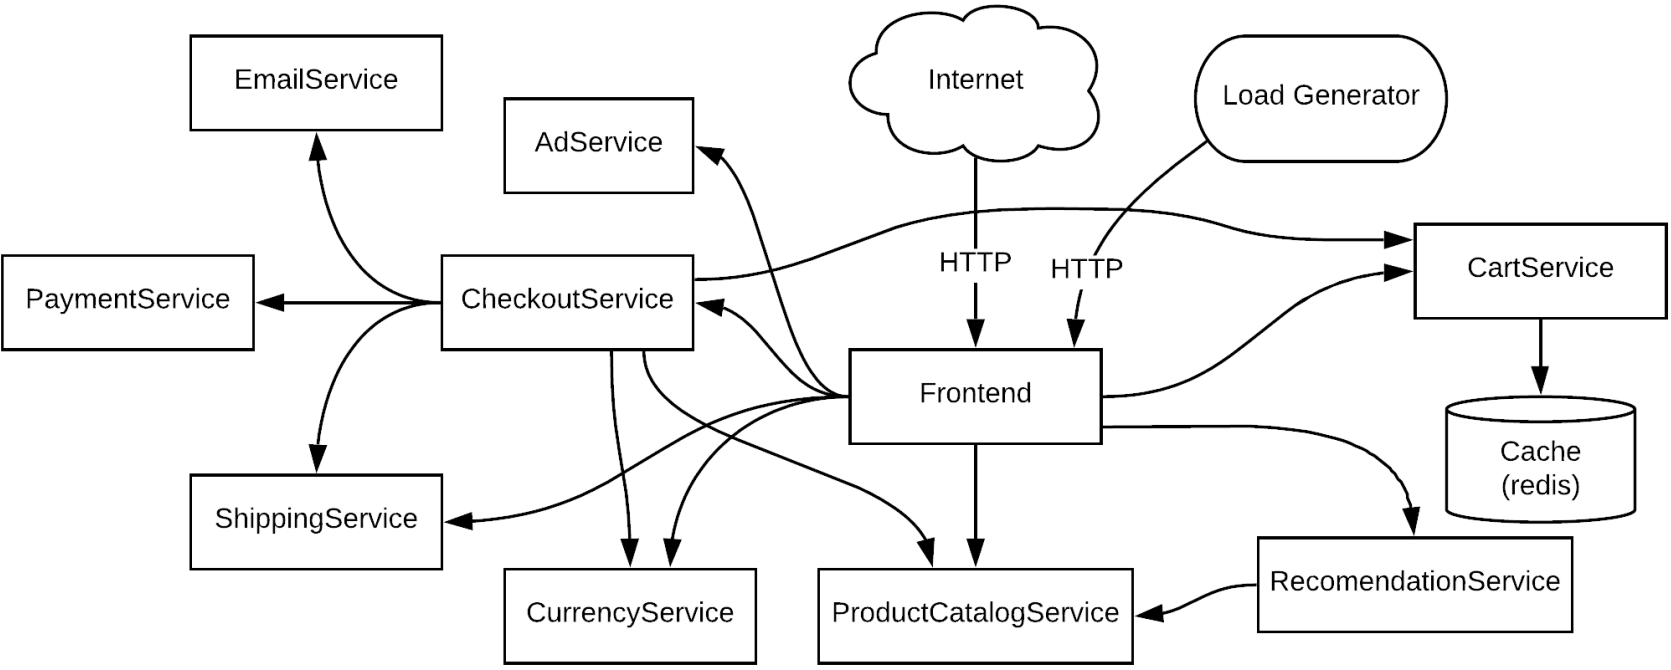 EmailService
Internet
Load Generator
AdService
HTTP
HTTP
CartService
PaymentService
CheckoutService
Frontend
Cache
(redis)
ShippingService
RecomendationService
CurrencyService
ProductCatalogService